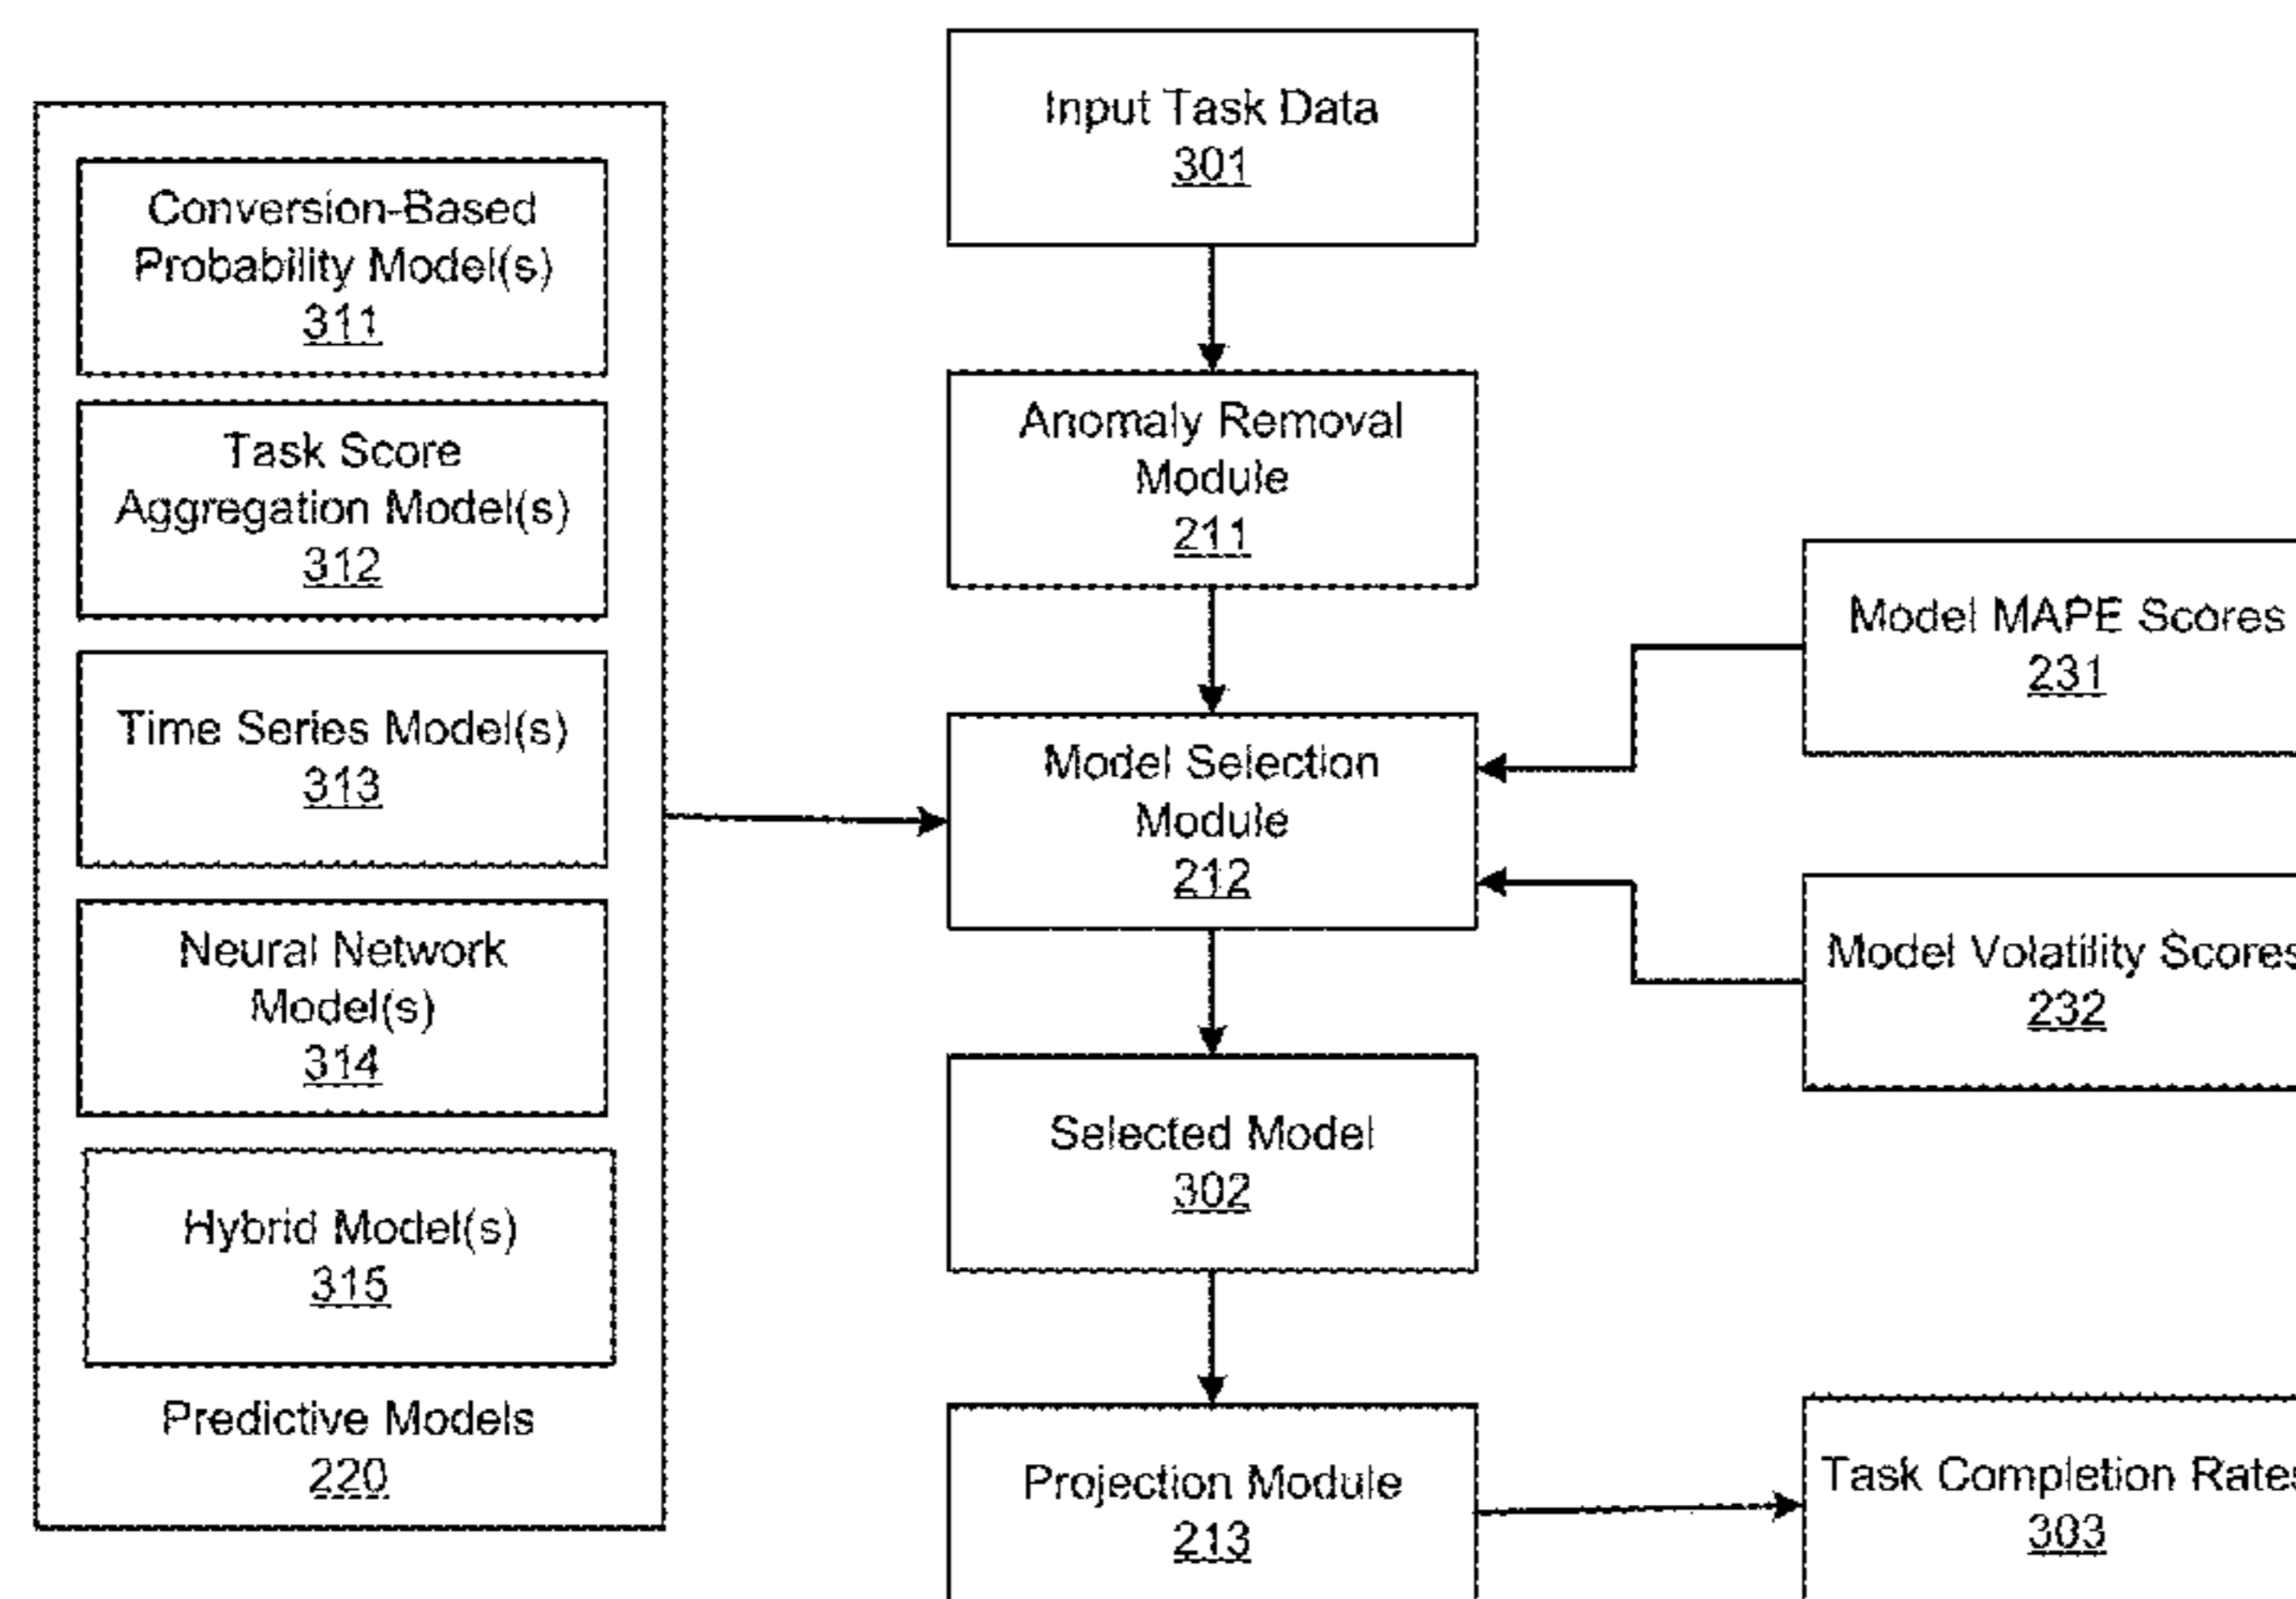 Input Task Data
301
Conversion-Based
Probability Model(s)
311
Task Score
Aggregation Model(s)
312
Time Series Model(s)
313
Neural Network
Model(s)
314
Hybrid Model(s)
315
Predictive Models
220
Anomaly Removal
Module
211
Model Selection
Module
212
Selected Model
302
Projection Module
213
Model MAPE Scores
231
Model Volatility Scores
232
Task Completion Rates
303